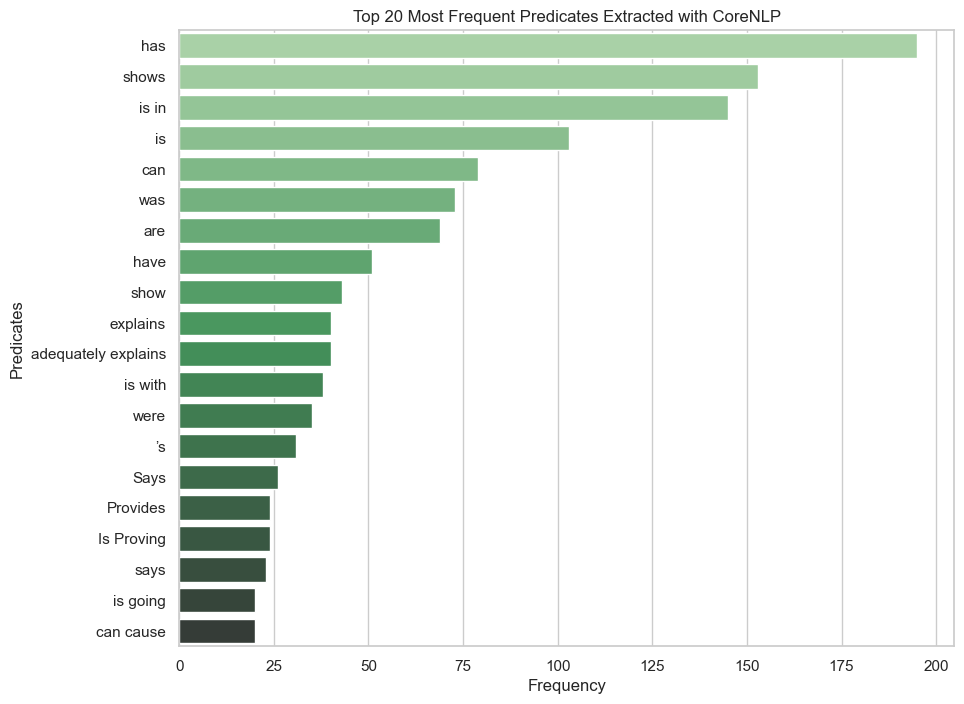 Top 20 Most Frequent Predicates Extracted with CoreNLP
Predicates
has
shows
is in
is
can
was
are
have
show
explains
adequately explains
is with
were
’s
Says
Provides
Is Proving
says
is going
can cause
0 25 50 75 100 125 150 175 200
Frequency